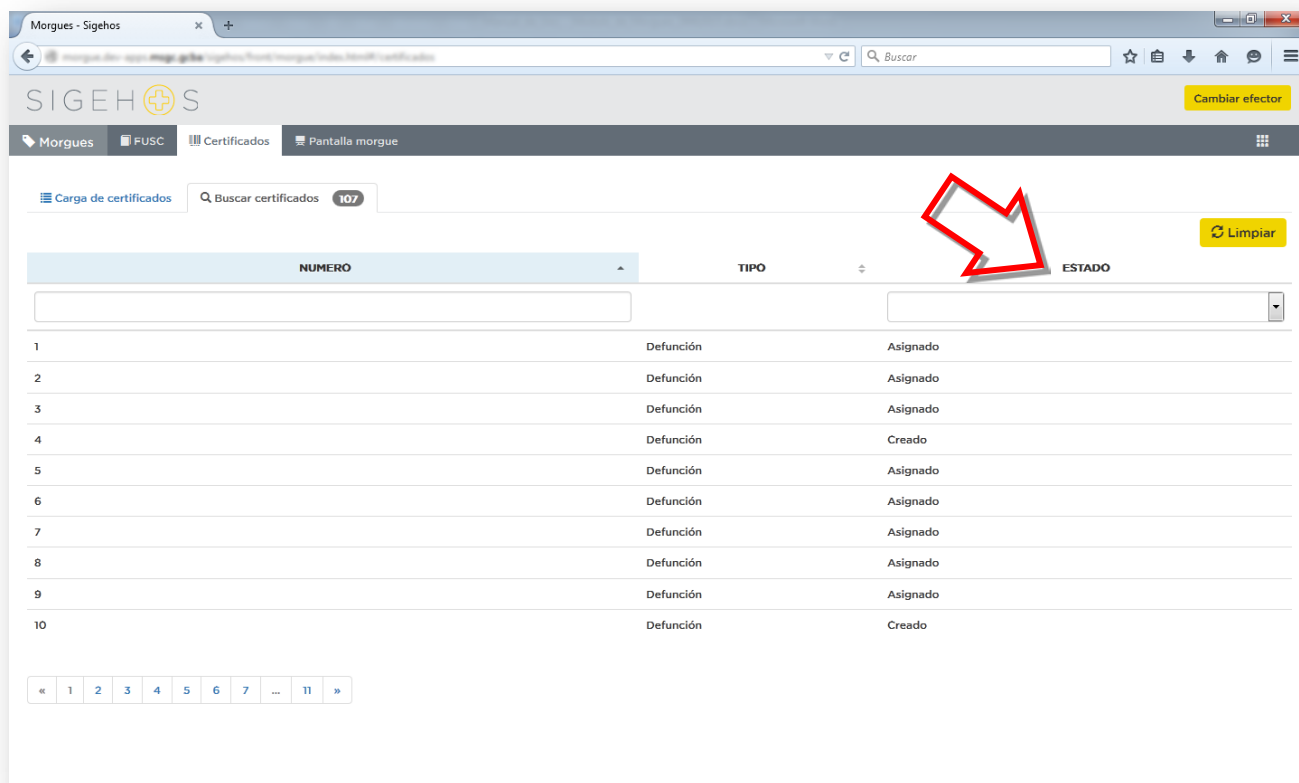 Morgues - Sigehos
Buscar
SIGEHOS
Cambiar efector
Morgues FUSC Certificados Pantalla morgue
Carga de certificados Buscar certificados 107
Limpiar
NUMERO TIPO ESTADO
1 Defunción Asignado
2 Defunción Asignado
3 Defunción Asignado
4 Defunción Creado
5 Defunción Asignado
6 Defunción Asignado
7 Defunción Asignado
8 Defunción Asignado
9 Defunción Asignado
10 Defunción Creado
« 1 2 3 4 5 6 7 ... 11 »